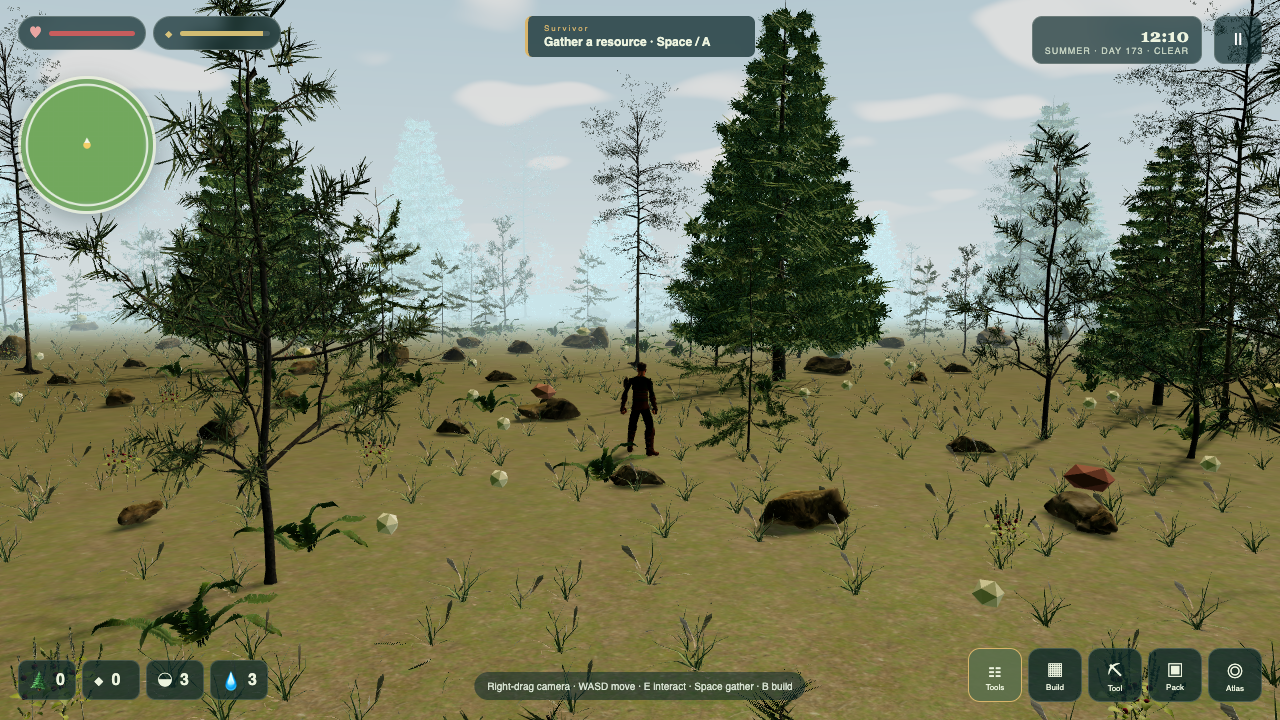 Survivor
Gather a resource · Space / A
12:10
SUMMER · DAY 173 · CLEAR
0
0
3
3
Right-drag camera · WASD move · E interact · Space gather · B build
Tools
Build
Tool
Pack
Atlas